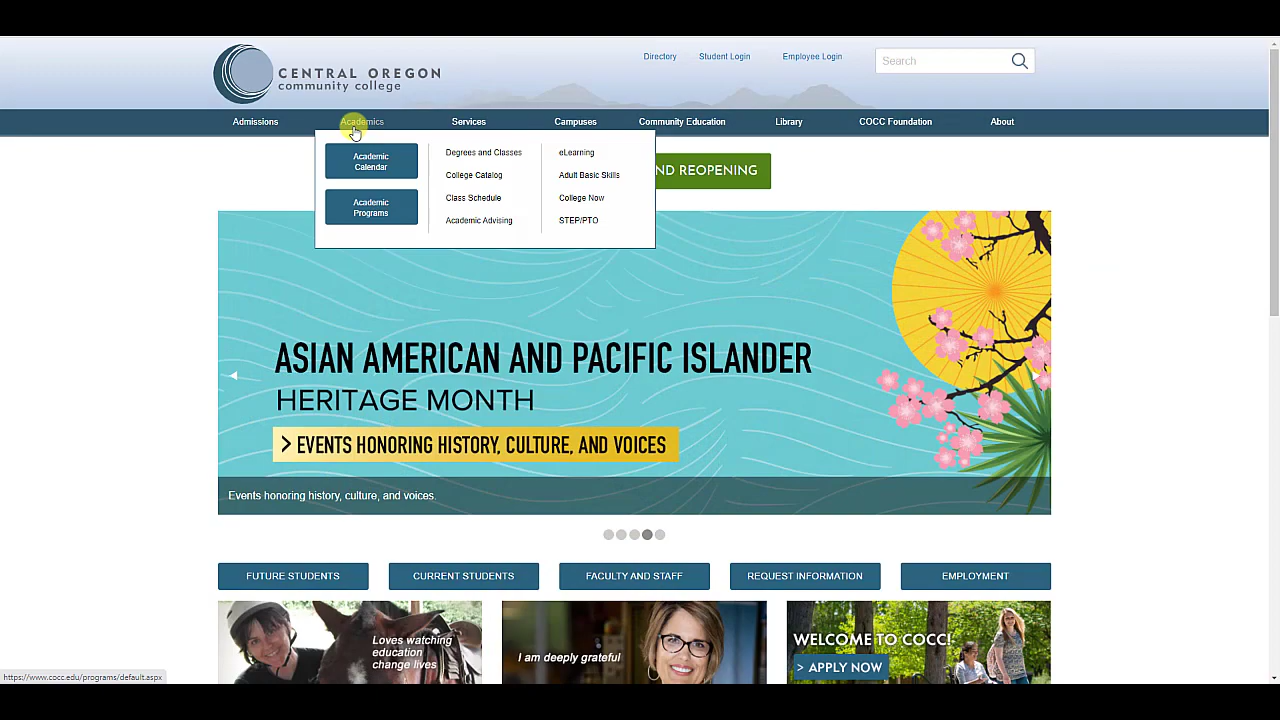 CENTRAL OREGON
community college
Directory
Student Login
Employee Login
Search
Admissions
Academics
Services
Campuses
Community Education
Library
COCC Foundation
About
Academic
Calendar
Academic
Programs
Degrees and Classes
College Catalog
Class Schedule
Academic Advising
eLearning
Adult Basic Skills
College Now
STEP/PTO
ND REOPENING
ASIAN AMERICAN AND PACIFIC ISLANDER
HERITAGE MONTH
> EVENTS HONORING HISTORY, CULTURE, AND VOICES
Events honoring history, culture, and voices.
FUTURE STUDENTS
CURRENT STUDENTS
FACULTY AND STAFF
REQUEST INFORMATION
EMPLOYMENT
Loves watching
education
change lives
I am deeply grateful
WELCOME TO COCC!
> APPLY NOW
https://www.cocc.edu/programs/default.aspx